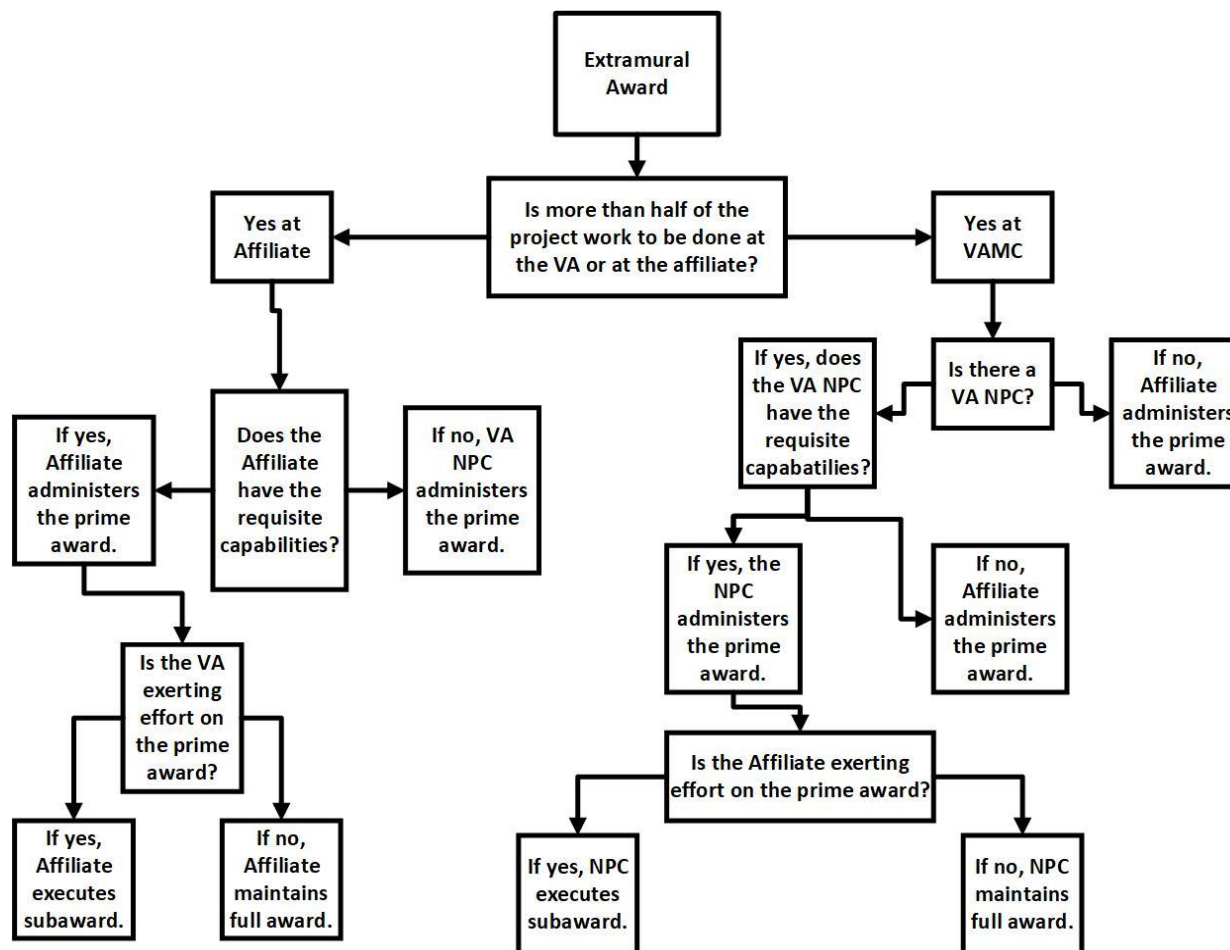 Extramural
Award
Is more than half of the
project work to be done at
the VA or at the affiliate?
Yes at
Affiliate
Yes at
VAMC
Does the
Affiliate
have the
requisite
capabilities?
If yes,
Affiliate
administers
the prime
award.
If no, VA
NPC
administers
the prime
award.
Is the VA
exerting
effort on
the prime
award?
If yes,
Affiliate
executes
subaward.
If no,
Affiliate
maintains
full award.
Is there a
VA NPC?
If yes, does
the VA NPC
have the
requisite
capabatilies?
If no,
Affiliate
administers
the prime
award.
If yes, the
NPC
administers
the prime
award.
If no,
Affiliate
administers
the prime
award.
Is the Affiliate exerting
effort on the prime award?
If yes, NPC
executes
subaward.
If no, NPC
maintains
full award.